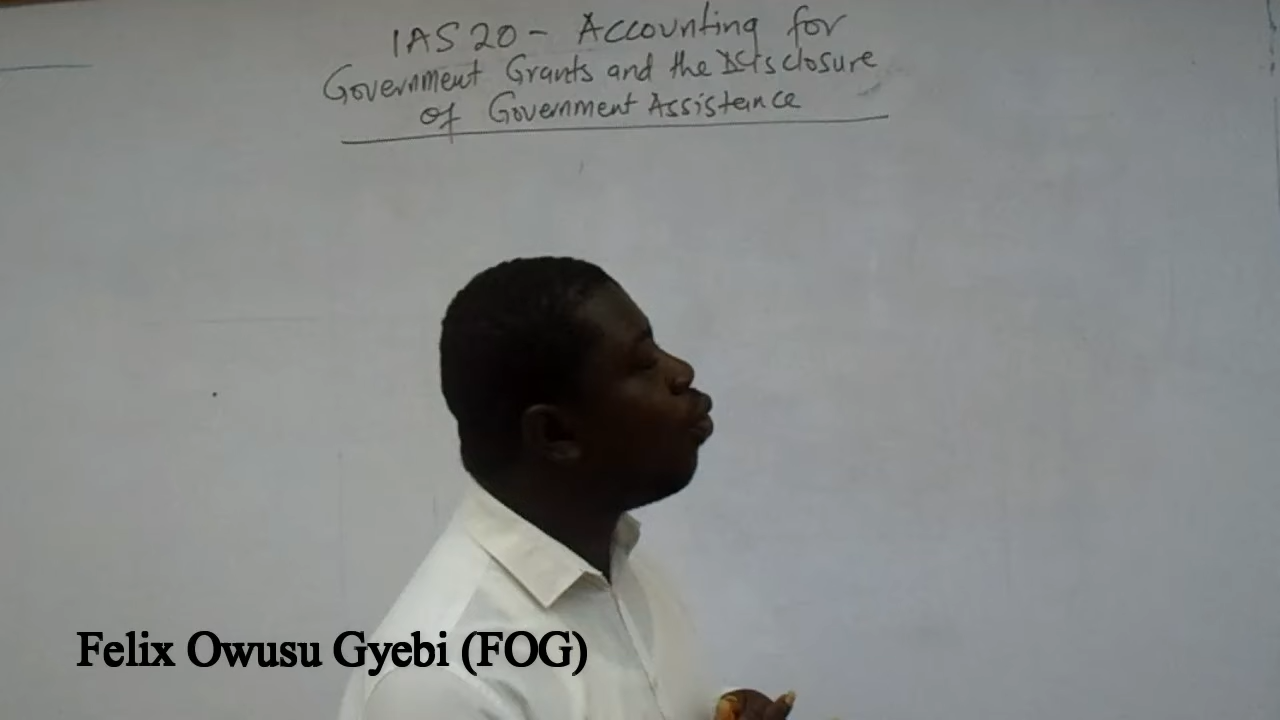 IAS 20 - Accounting for
Government Grants and the Disclosure
of Government Assistance
Felix Owusu Gyebi (FOG)